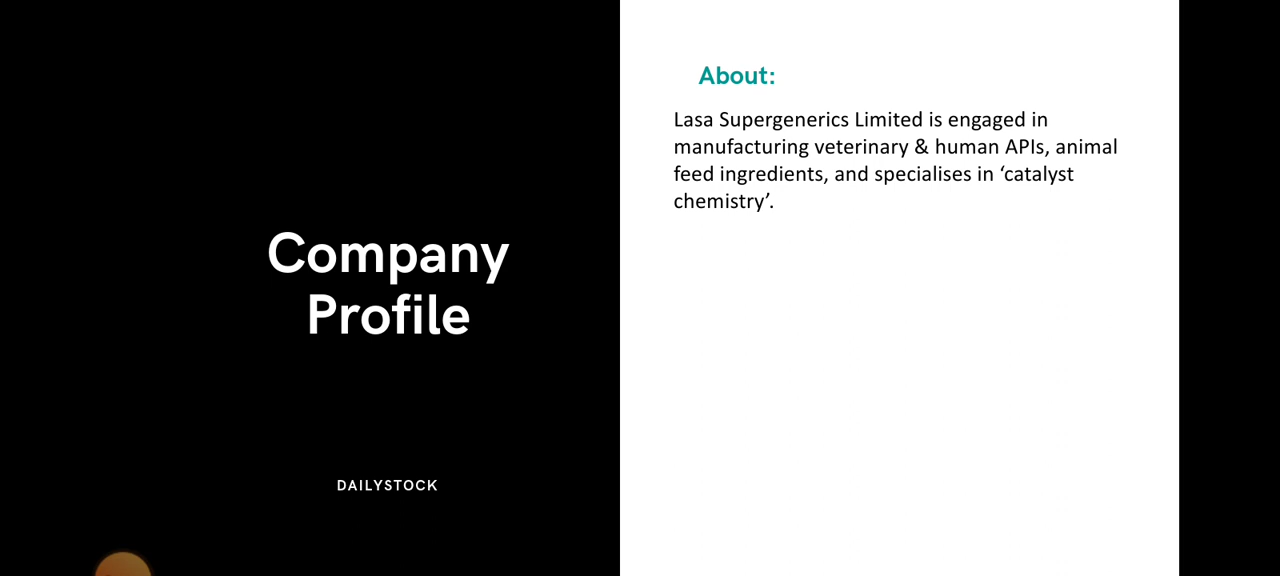 Company
Profile
DAILYSTOCK
About:
Lasa Supergenerics Limited is engaged in
manufacturing veterinary & human APIs, animal
feed ingredients, and specialises in ‘catalyst
chemistry’.